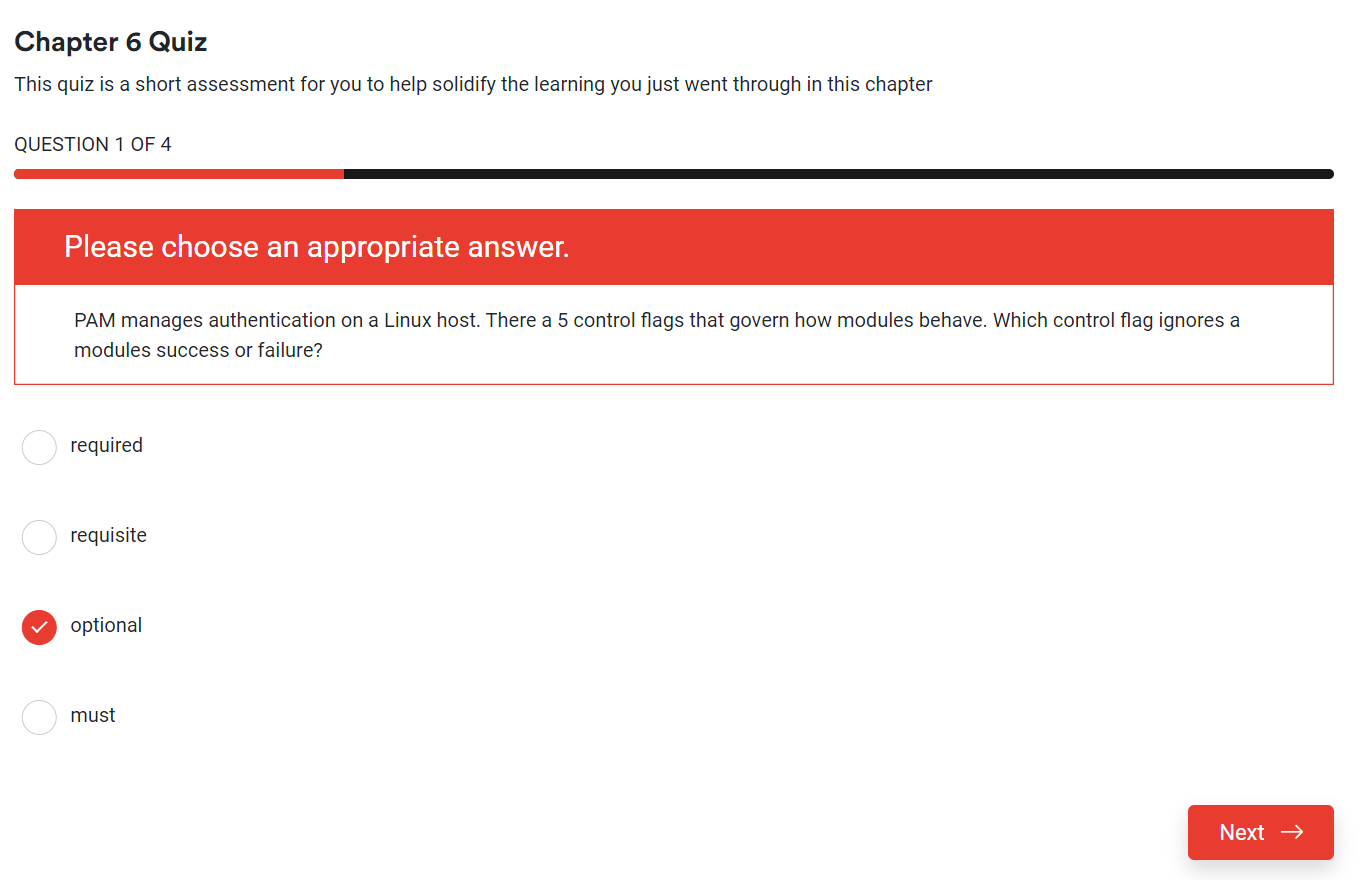 Chapter 6 Quiz
This quiz is a short assessment for you to help solidify the learning you just went through in this chapter
QUESTION 1 OF 4
Please choose an appropriate answer.
PAM manages authentication on a Linux host. There a 5 control flags that govern how modules behave. Which control flag ignores a
modules success or failure?
required
requisite
optional
must
Next